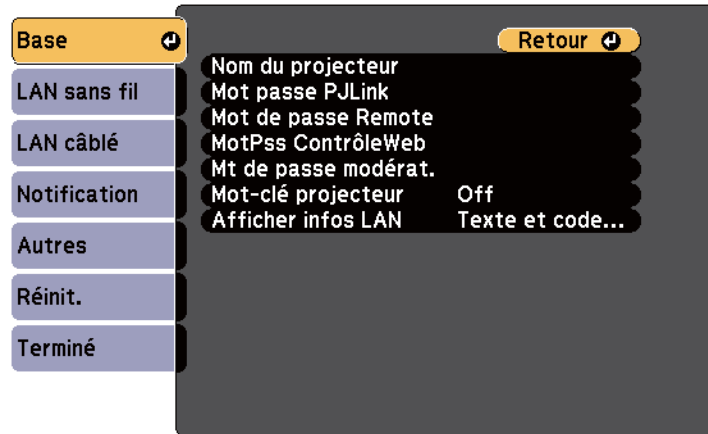 Base
LAN sans fil
LAN câblé
Notification
Autres
Réinit.
Terminé
Retour
Nom du projecteur
Mot passe PJLink
Mot de passe Remote
MotPss ContrôleWeb
Mt de passe modérat.
Mot-clé projecteur Off
Afficher infos LAN Texte et code...